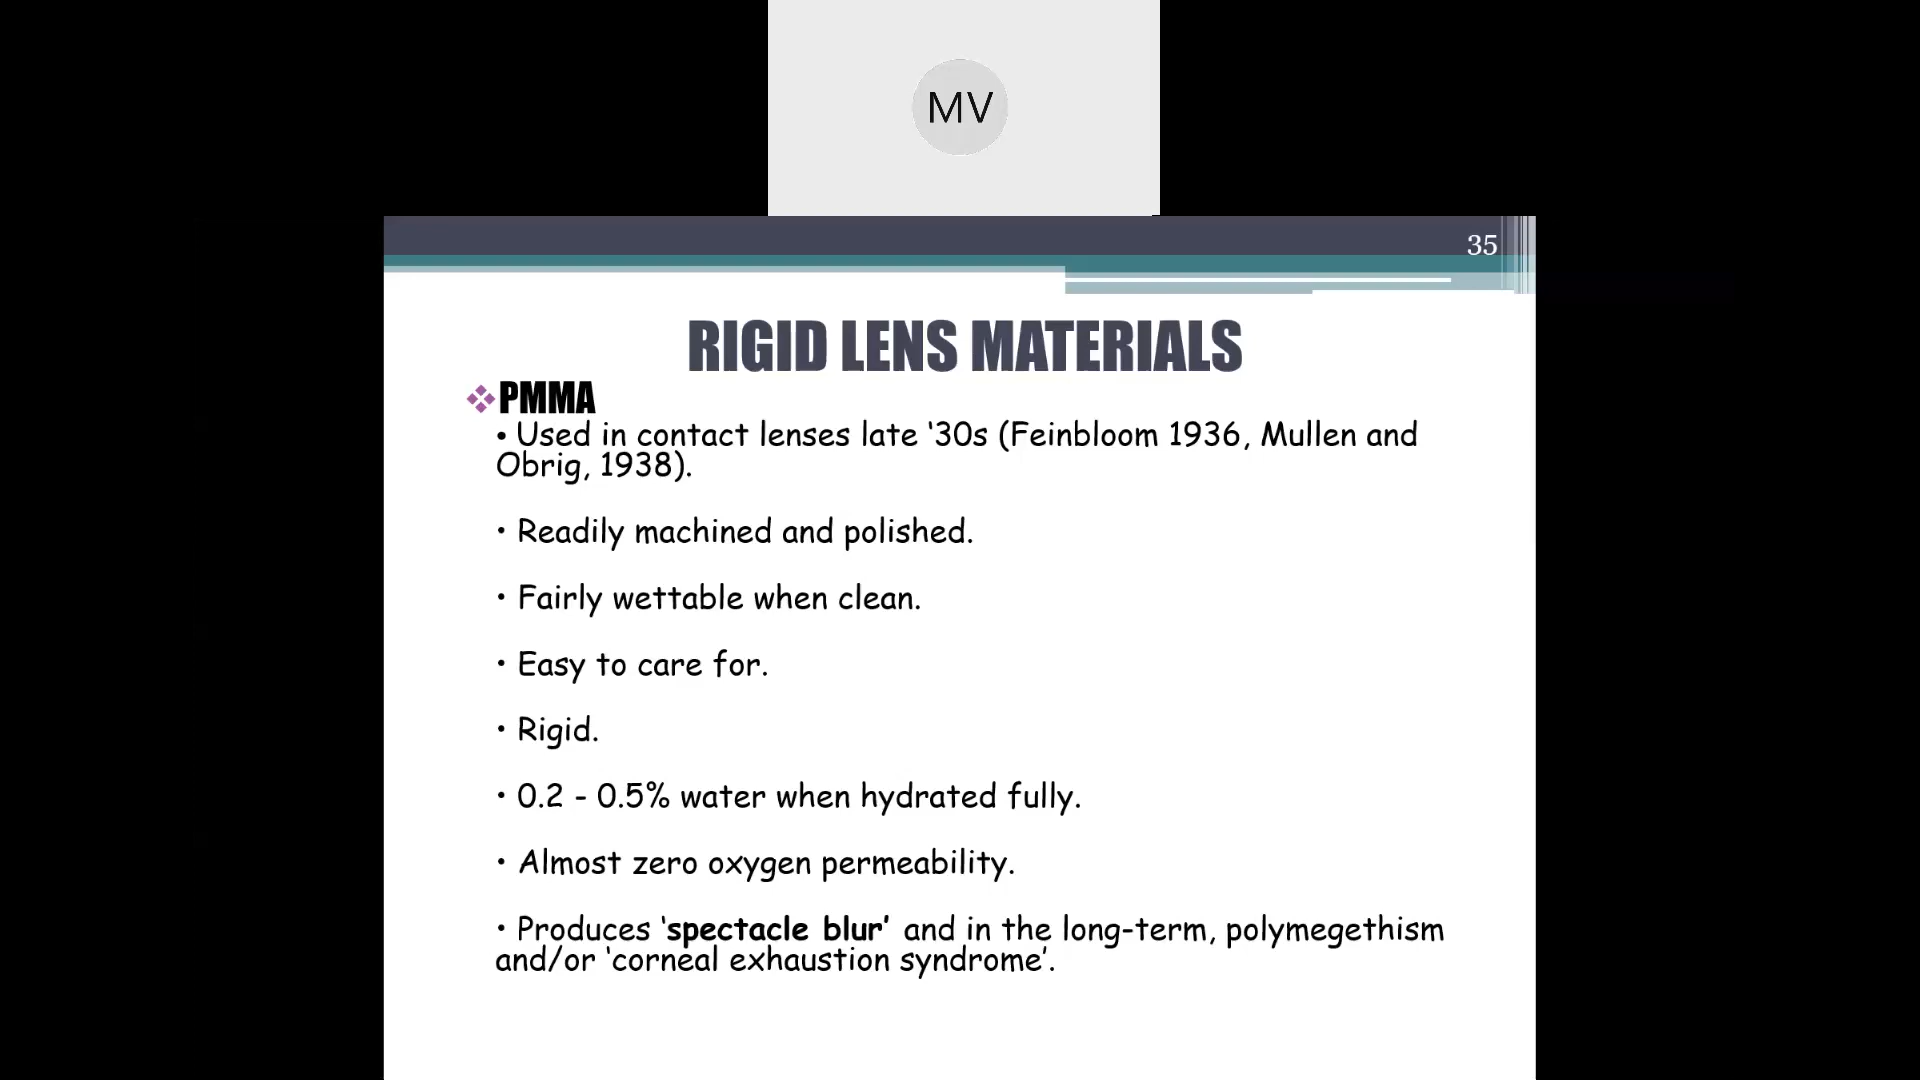 MV
35
RIGID LENS MATERIALS
❖PMMA
• Used in contact lenses late ‘30s (Feinbloom 1936, Mullen and
Obrig, 1938).
• Readily machined and polished.
• Fairly wettable when clean.
• Easy to care for.
• Rigid.
• 0.2 - 0.5% water when hydrated fully.
• Almost zero oxygen permeability.
• Produces ‘spectacle blur’ and in the long-term, polymegethism
and/or ‘corneal exhaustion syndrome’.